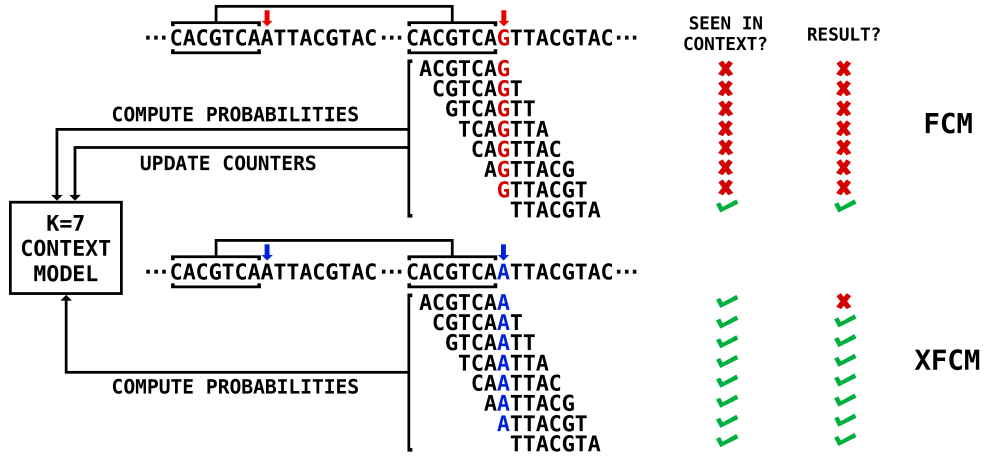 SEEN IN CONTEXT? RESULT?
···CACGTCAATTACGTAC···CACGTCAGTTACGTAC···
ACGTCAG
CGTCAGT
GTCAGTT
COMPUTE PROBABILITIES
TCAGTTA
FCM
CAGTTAC
UPDATE COUNTERS
AGTTACG
GTTACGT
TTACGTA
K=7 CONTEXT MODEL
···CACGTCAATTACGTAC···CACGTCAATTACGTAC···
ACGTCAA
CGTCAAT
GTCAATT
TCAATTA
XFCM
CAATTAC
COMPUTE PROBABILITIES
AATTACG
ATTACGT
TTACGTA